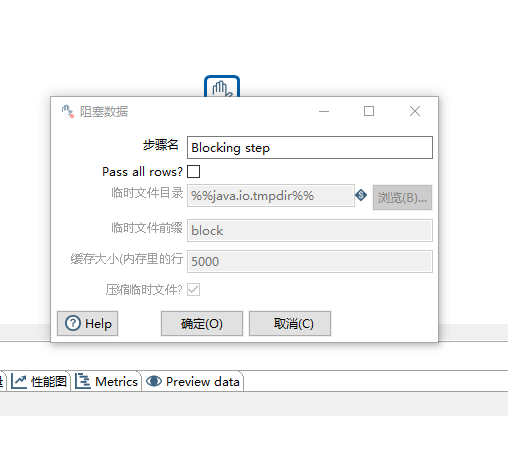 阻塞数据
步骤名 Blocking step
Pass all rows?
临时文件目录 %%java.io.tmpdir%% 浏览(B)...
临时文件前缀 block
缓存大小(内存里的行 5000
压缩临时文件?
Help 确定(O) 取消(C)
性能图 Metrics Preview data